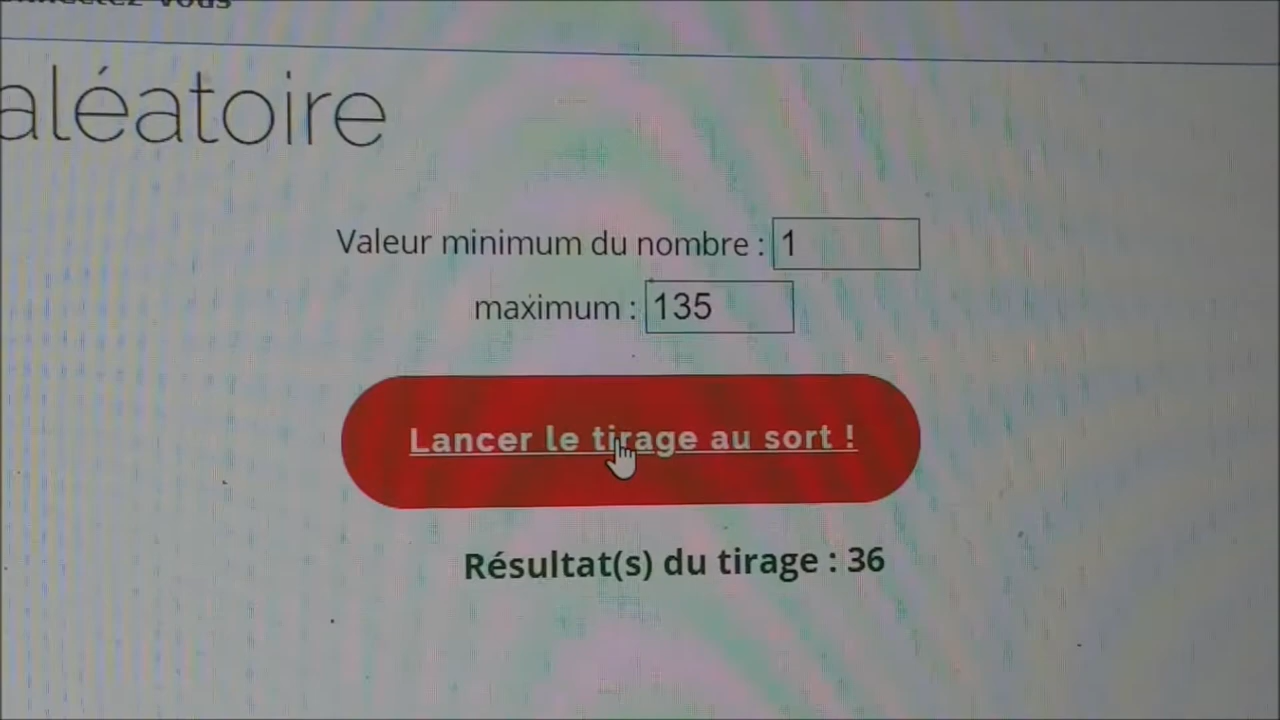 aléatoire
Valeur minimum du nombre : 1
maximum : 135
Lancer le tirage au sort !
Résultat(s) du tirage : 36